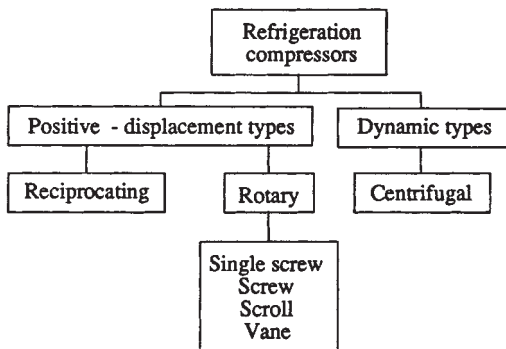 Refrigeration
compressors
Positive - displacement types
Dynamic types
Reciprocating
Rotary
Centrifugal
Single screw
Screw
Scroll
Vane